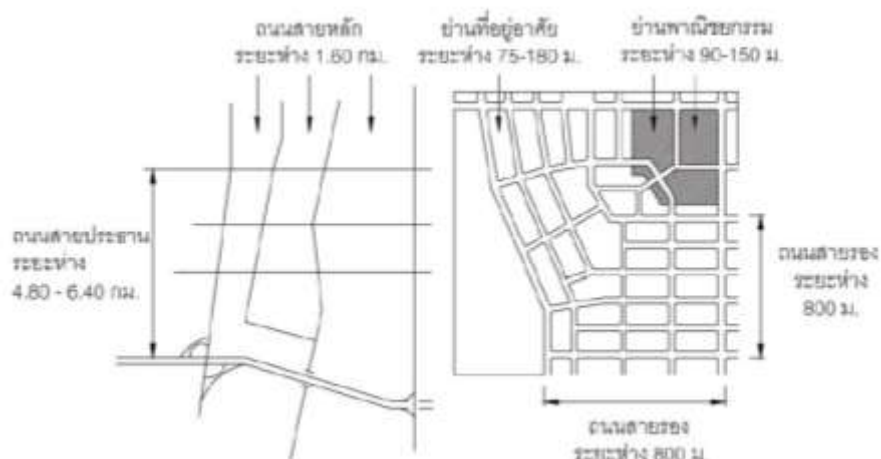 ถนนสายหลัก
ระยะห่าง 1.60 กม.
ย่านที่อยู่อาศัย
ระยะห่าง 75-180 ม.
ย่านพาณิชยกรรม
ระยะห่าง 90-150 ม.
ถนนสายประธาน
ระยะห่าง
4.80 - 6.40 กม.
ถนนสายรอง
ระยะห่าง
800 ม.
ถนนสายรอง
ระยะห่าง 800 ม.